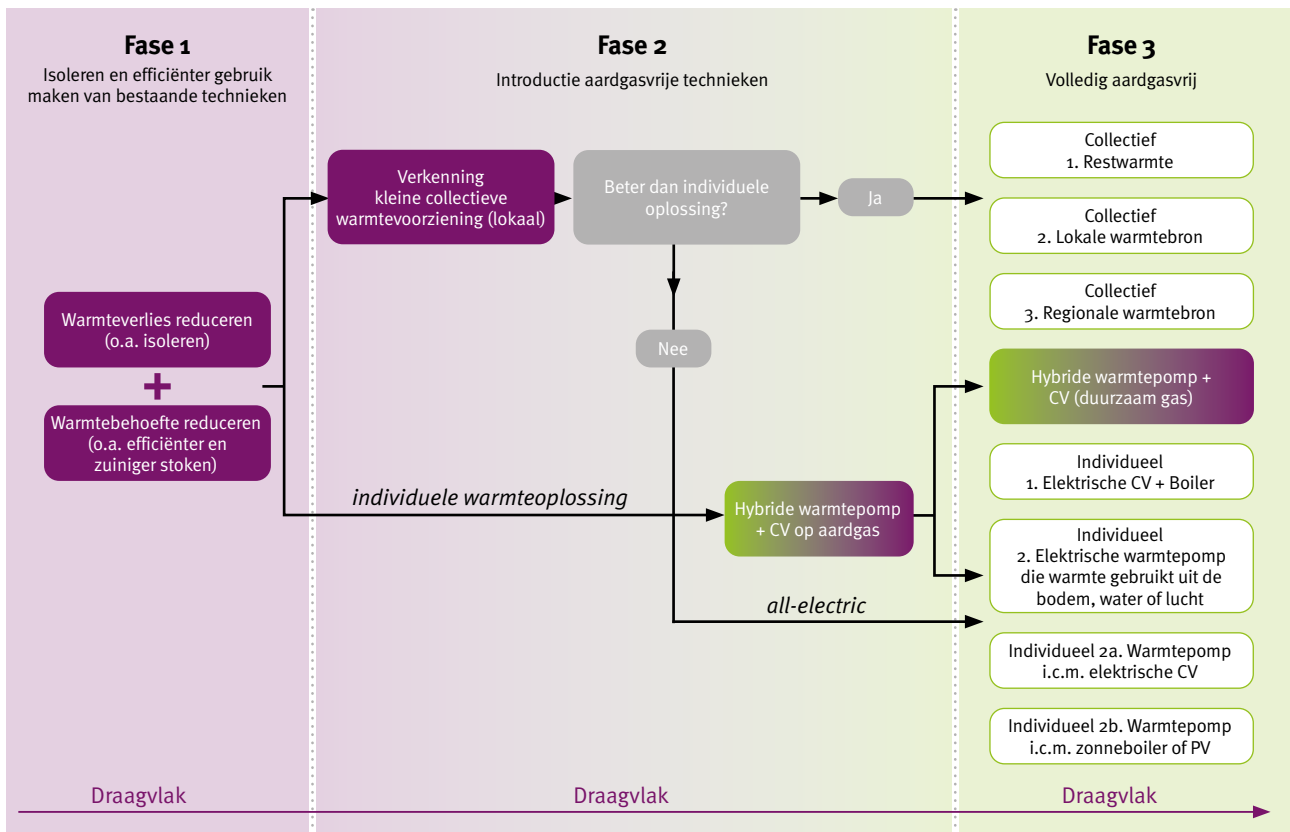 Fase 1
Isoleren en efficiënter gebruik
maken van bestaande technieken
Warmteverlies reduceren
(o.a. isoleren)
+
Warmtebehoefte reduceren
(o.a. efficiënter en
zuiniger stoken)
Fase 2
Introductie aardgasvrije technieken
Verkenning
kleine collectieve
warmtevoorziening (lokaal)
Beter dan individuele
oplossing?
Ja
Nee
individuele warmteoplossing
Hybride warmtepomp
+ CV op aardgas
all-electric
Fase 3
Volledig aardgasvrij
Collectief
1. Restwarmte
Collectief
2. Lokale warmtebron
Collectief
3. Regionale warmtebron
Hybride warmtepomp +
CV (duurzaam gas)
Individueel
1. Elektrische CV + Boiler
Individueel
2. Elektrische warmtepomp
die warmte gebruikt uit de
bodem, water of lucht
Individueel 2a. Warmtepomp
i.c.m. elektrische CV
Individueel 2b. Warmtepomp
i.c.m. zonneboiler of PV
Draagvlak
Draagvlak
Draagvlak